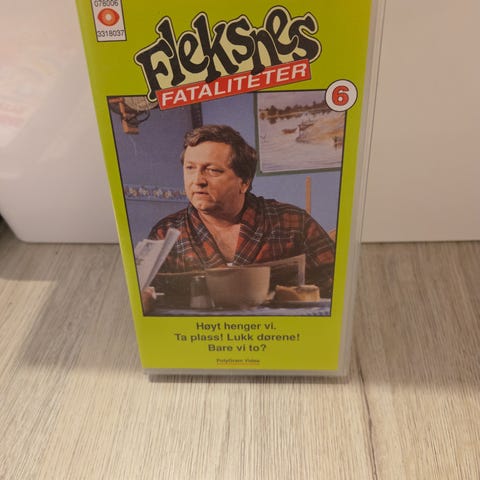 078006
3318037
Fleksnes
FATALITETER
6
Høyt henger vi.
Ta plass! Lukk dørene!
Bare vi to?
PolyGram Video